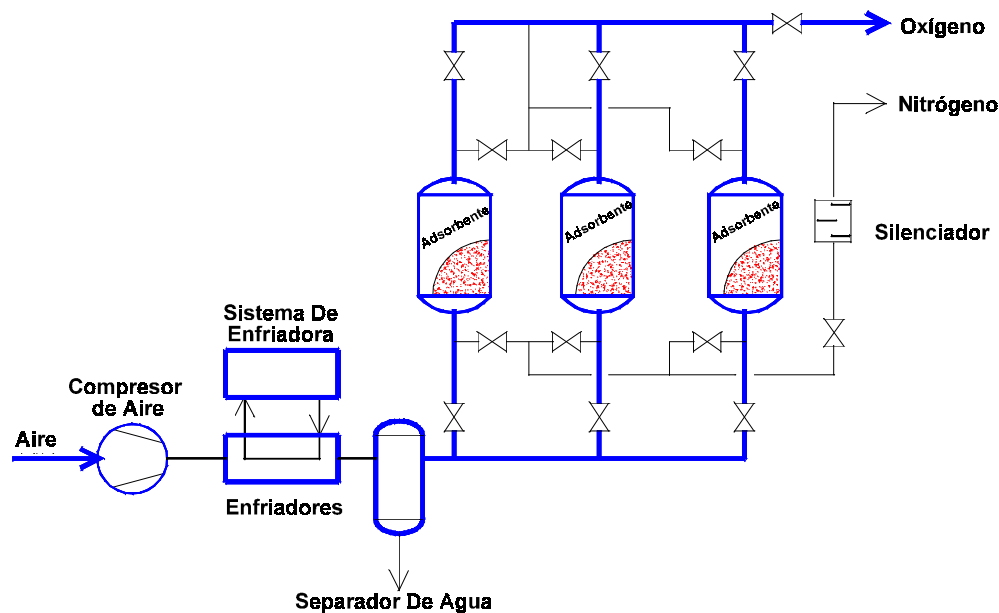 Oxígeno
Nitrógeno
Adsorbente
Adsorbente
Adsorbente
Silenciador
Sistema De
Enfriadora
Compresor
de Aire
Aire
Enfriadores
Separador De Agua